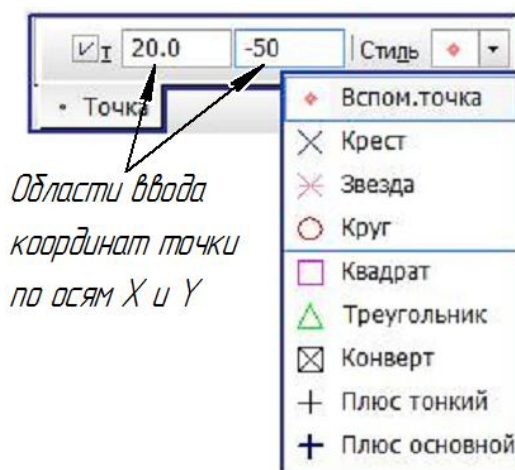 т 20.0 -50 Стиль
Точка
Вспом.точка
Крест
Звезда
Круг
Квадрат
Треугольник
Конверт
Плюс тонкий
Плюс основной
Области ввода
координат точки
по осям X и Y